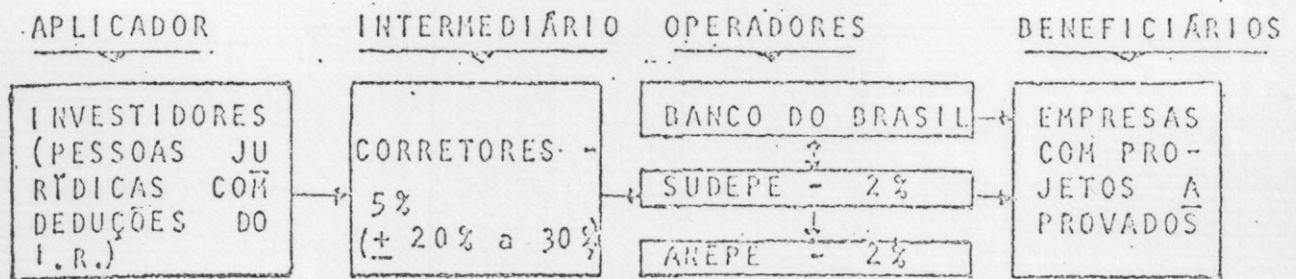 APLICADOR
INTERMEDIÁRIO
OPERADORES
BENEFICIÁRIOS
INVESTIDORES
(PESSOAS JU
RÍDICAS COM
DEDUÇÕES DO
I.R.)
CORRETORES -
5%
(± 20% a 30%)
BANCO DO BRASIL
SUDEPE - 2%
ANEPE - 2%
EMPRESAS
COM PRO-
JETOS A
PROVADOS